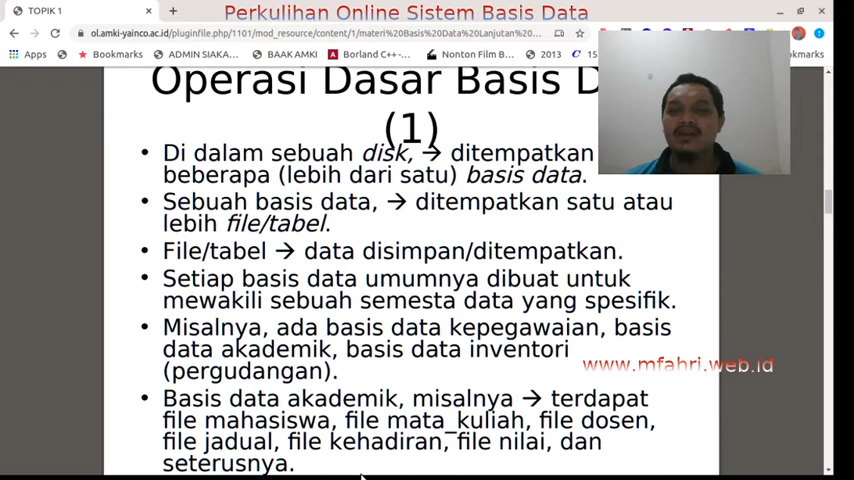 TOPIK 1
Perkulihan Online Sistem Basis Data
ol.amki-yainco.ac.id/pluginfile.php/1101/mod_resource/content/1/materi%20Basis%20Data%20Lanjutan%
Apps
Bookmarks
ADMIN SIAKA...
BAAK AMKI
Borland C++-...
Nonton Film B...
2013
15
okmarks
Operasi Dasar Basis D
(1)
• Di dalam sebuah disk, → ditempatkan
beberapa (lebih dari satu) basis data.
• Sebuah basis data, → ditempatkan satu atau
lebih file/tabel.
• File/tabel → data disimpan/ditempatkan.
• Setiap basis data umumnya dibuat untuk
mewakili sebuah semesta data yang spesifik.
• Misalnya, ada basis data kepegawaian, basis
data akademik, basis data inventori
(pergudangan).
www.mfahri.web.id
• Basis data akademik, misalnya → terdapat
file mahasiswa, file mata_kuliah, file dosen,
file jadual, file kehadiran, file nilai, dan
seterusnya.